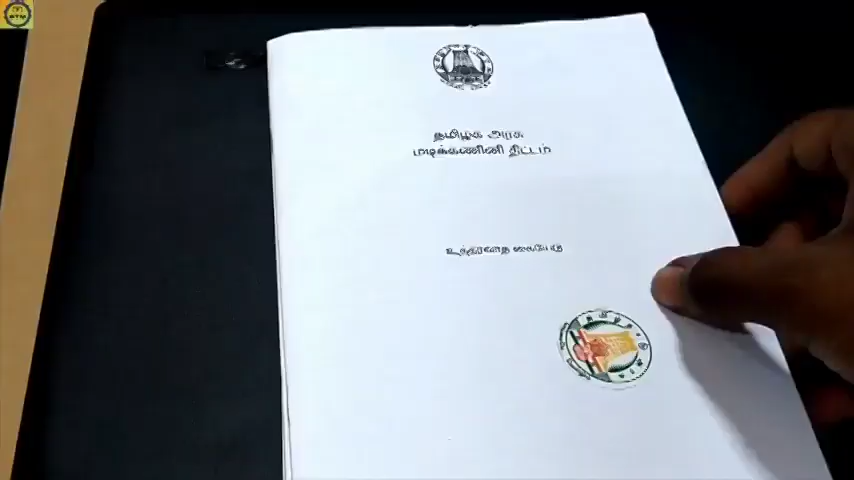 தமிழக அரசு
மடிக்கணினி திட்டம்
உத்தரவாத கையேடு